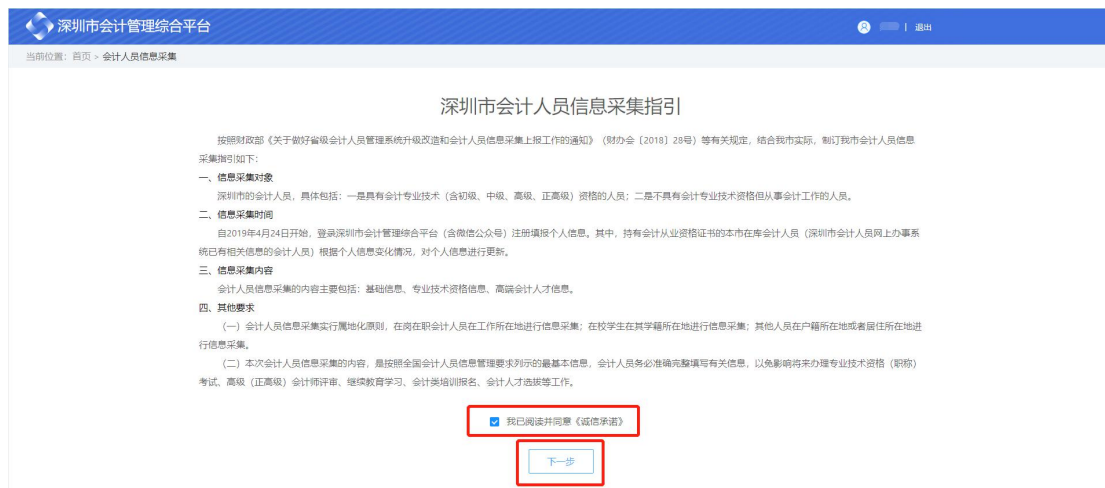 深圳市会计管理综合平台
| 退出
当前位置：首页 > 会计人员信息采集
深圳市会计人员信息采集指引
按照财政部《关于做好省级会计人员管理系统升级改造和会计人员信息采集上报工作的通知》（财办会〔2018〕28号）等有关规定，结合我市实际，制订我市会计人员信息
采集指引如下：
一、信息采集对象
深圳市的会计人员，具体包括：一是具有会计专业技术（含初级、中级、高级、正高级）资格的人员；二是不具有会计专业技术资格但从事会计工作的人员。
二、信息采集时间
自2019年4月24日开始，登录深圳市会计管理综合平台（含微信公众号）注册填报个人信息。其中，持有会计从业资格证书的本市在库会计人员（深圳市会计人员网上办事系
统已有相关信息的会计人员）根据个人信息变化情况，对个人信息进行更新。
三、信息采集内容
会计人员信息采集的内容主要包括：基础信息、专业技术资格信息、高端会计人才信息。
四、其他要求
（一）会计人员信息采集实行属地化原则，在岗在职会计人员在工作所在地进行信息采集；在校学生在其学籍所在地进行信息采集；其他人员在户籍所在地或者居住所在地进
行信息采集。
（二）本次会计人员信息采集的内容，是按照全国会计人员信息管理要求列示的最基本信息，会计人员务必准确完整填写有关信息，以免影响将来办理专业技术资格（职称）
考试、高级（正高级）会计师评审、继续教育学习、会计类培训报名、会计人才选拔等工作。
我已阅读并同意《诚信承诺》
下一步